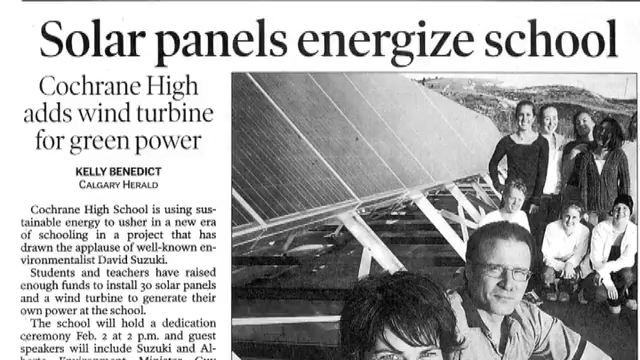 Solar panels energize school
Cochrane High
adds wind turbine
for green power
KELLY BENEDICT
CALGARY HERALD
Cochrane High School is using sus-
tainable energy to usher in a new era
of schooling in a project that has
drawn the applause of well-known en-
vironmentalist David Suzuki.
Students and teachers have raised
enough funds to install 30 solar panels
and a wind turbine to generate their
own power at the school.
The school will hold a dedication
ceremony Feb. 2 at 2 p.m. and guest
speakers will include Suzuki and Al-
berta Environment Minister Guy